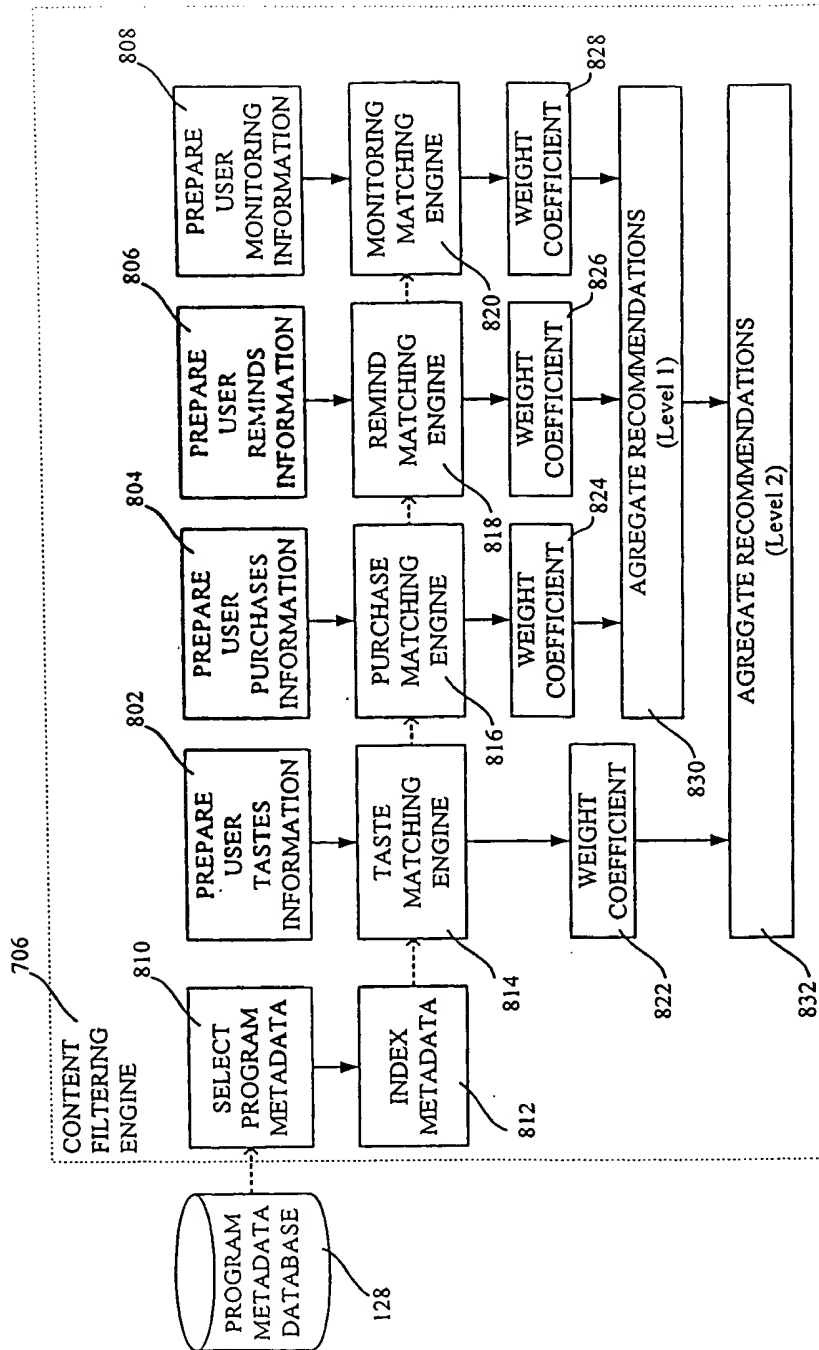 706
CONTENT
FILTERING
ENGINE
PROGRAM
METADATA
DATABASE
128
810
SELECT
PROGRAM
METADATA
INDEX
METADATA
812
802
PREPARE
USER
TASTES
INFORMATION
TASTE
MATCHING
ENGINE
814
WEIGHT
COEFFICIENT
822
804
PREPARE
USER
PURCHASES
INFORMATION
PURCHASE
MATCHING
ENGINE
816
WEIGHT
COEFFICIENT
824
806
PREPARE
USER
REMINDS
INFORMATION
REMIND
MATCHING
ENGINE
818
WEIGHT
COEFFICIENT
826
808
PREPARE
USER
MONITORING
INFORMATION
MONITORING
MATCHING
ENGINE
820
WEIGHT
COEFFICIENT
828
AGREGATE RECOMMENDATIONS
(Level 1)
830
AGREGATE RECOMMENDATIONS
(Level 2)
832